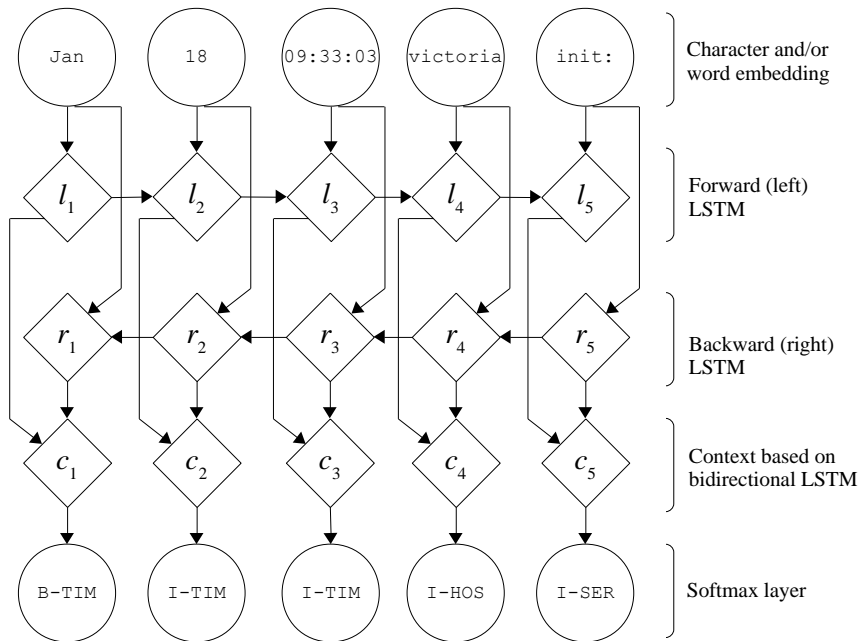 Jan 18 09:33:03 victoria init:
Character and/or
word embedding
l1 l2 l3 l4 l5
Forward (left)
LSTM
r1 r2 r3 r4 r5
Backward (right)
LSTM
c1 c2 c3 c4 c5
Context based on
bidirectional LSTM
B-TIM I-TIM I-TIM I-HOS I-SER
Softmax layer